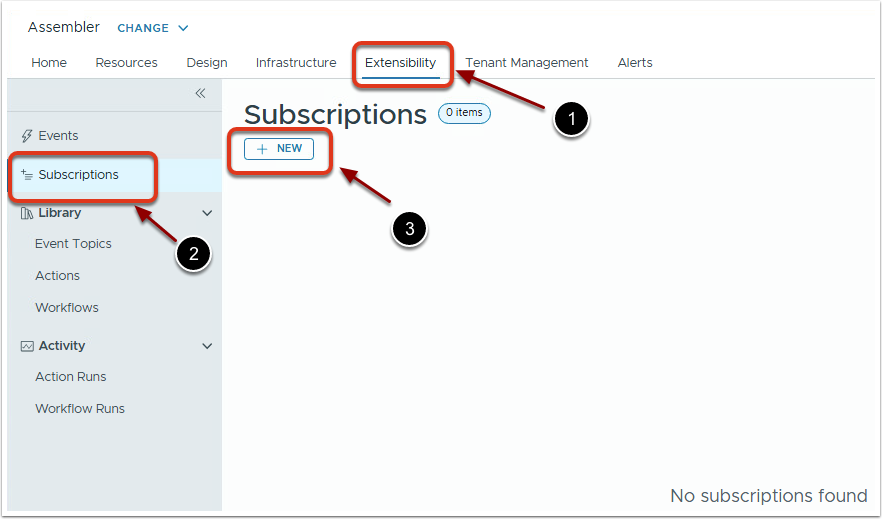 Assembler CHANGE
Home Resources Design Infrastructure Extensibility Tenant Management Alerts
Subscriptions 0 items
1
Events
NEW
Subscriptions
3
Library
2
Event Topics
Actions
Workflows
Activity
Action Runs
Workflow Runs
No subscriptions found